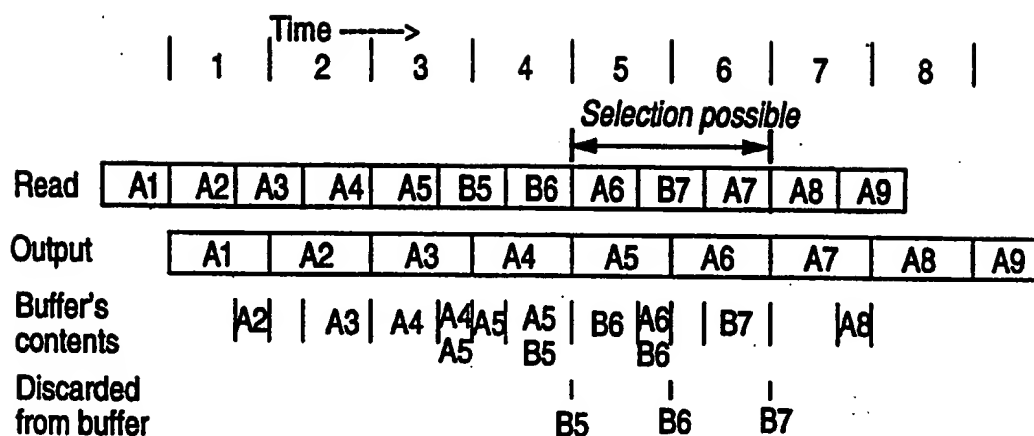 Time ------>
| 1 | 2 | 3 | 4 | 5 | 6 | 7 | 8 |
Selection possible
Read A1 A2 A3 A4 A5 B5 B6 A6 B7 A7 A8 A9
Output A1 A2 A3 A4 A5 A6 A7 A8 A9
Buffer's |A2| | A3 | A4 |A4|A5| A5 | B6 |A6| | B7 | |A8|
contents A5 B5 B6
Discarded
from buffer B5 B6 B7